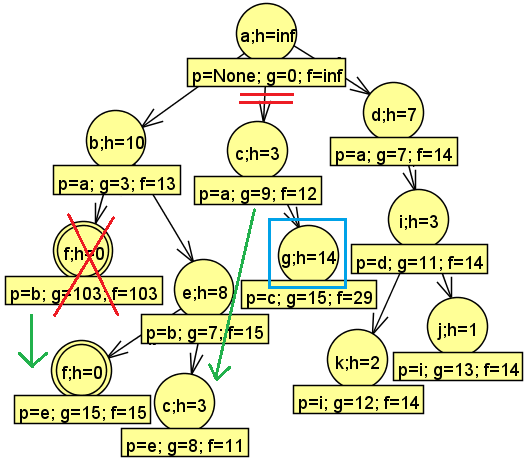 a;h=inf
p=None; g=0; f=inf
b;h=10
p=a; g=3; f=13
c;h=3
p=a; g=9; f=12
d;h=7
p=a; g=7; f=14
f;h=0
p=b; g=103; f=103
e;h=8
p=b; g=7; f=15
g;h=14
p=c; g=15; f=29
i;h=3
p=d; g=11; f=14
f;h=0
p=e; g=15; f=15
c;h=3
p=e; g=8; f=11
k;h=2
p=i; g=12; f=14
j;h=1
p=i; g=13; f=14